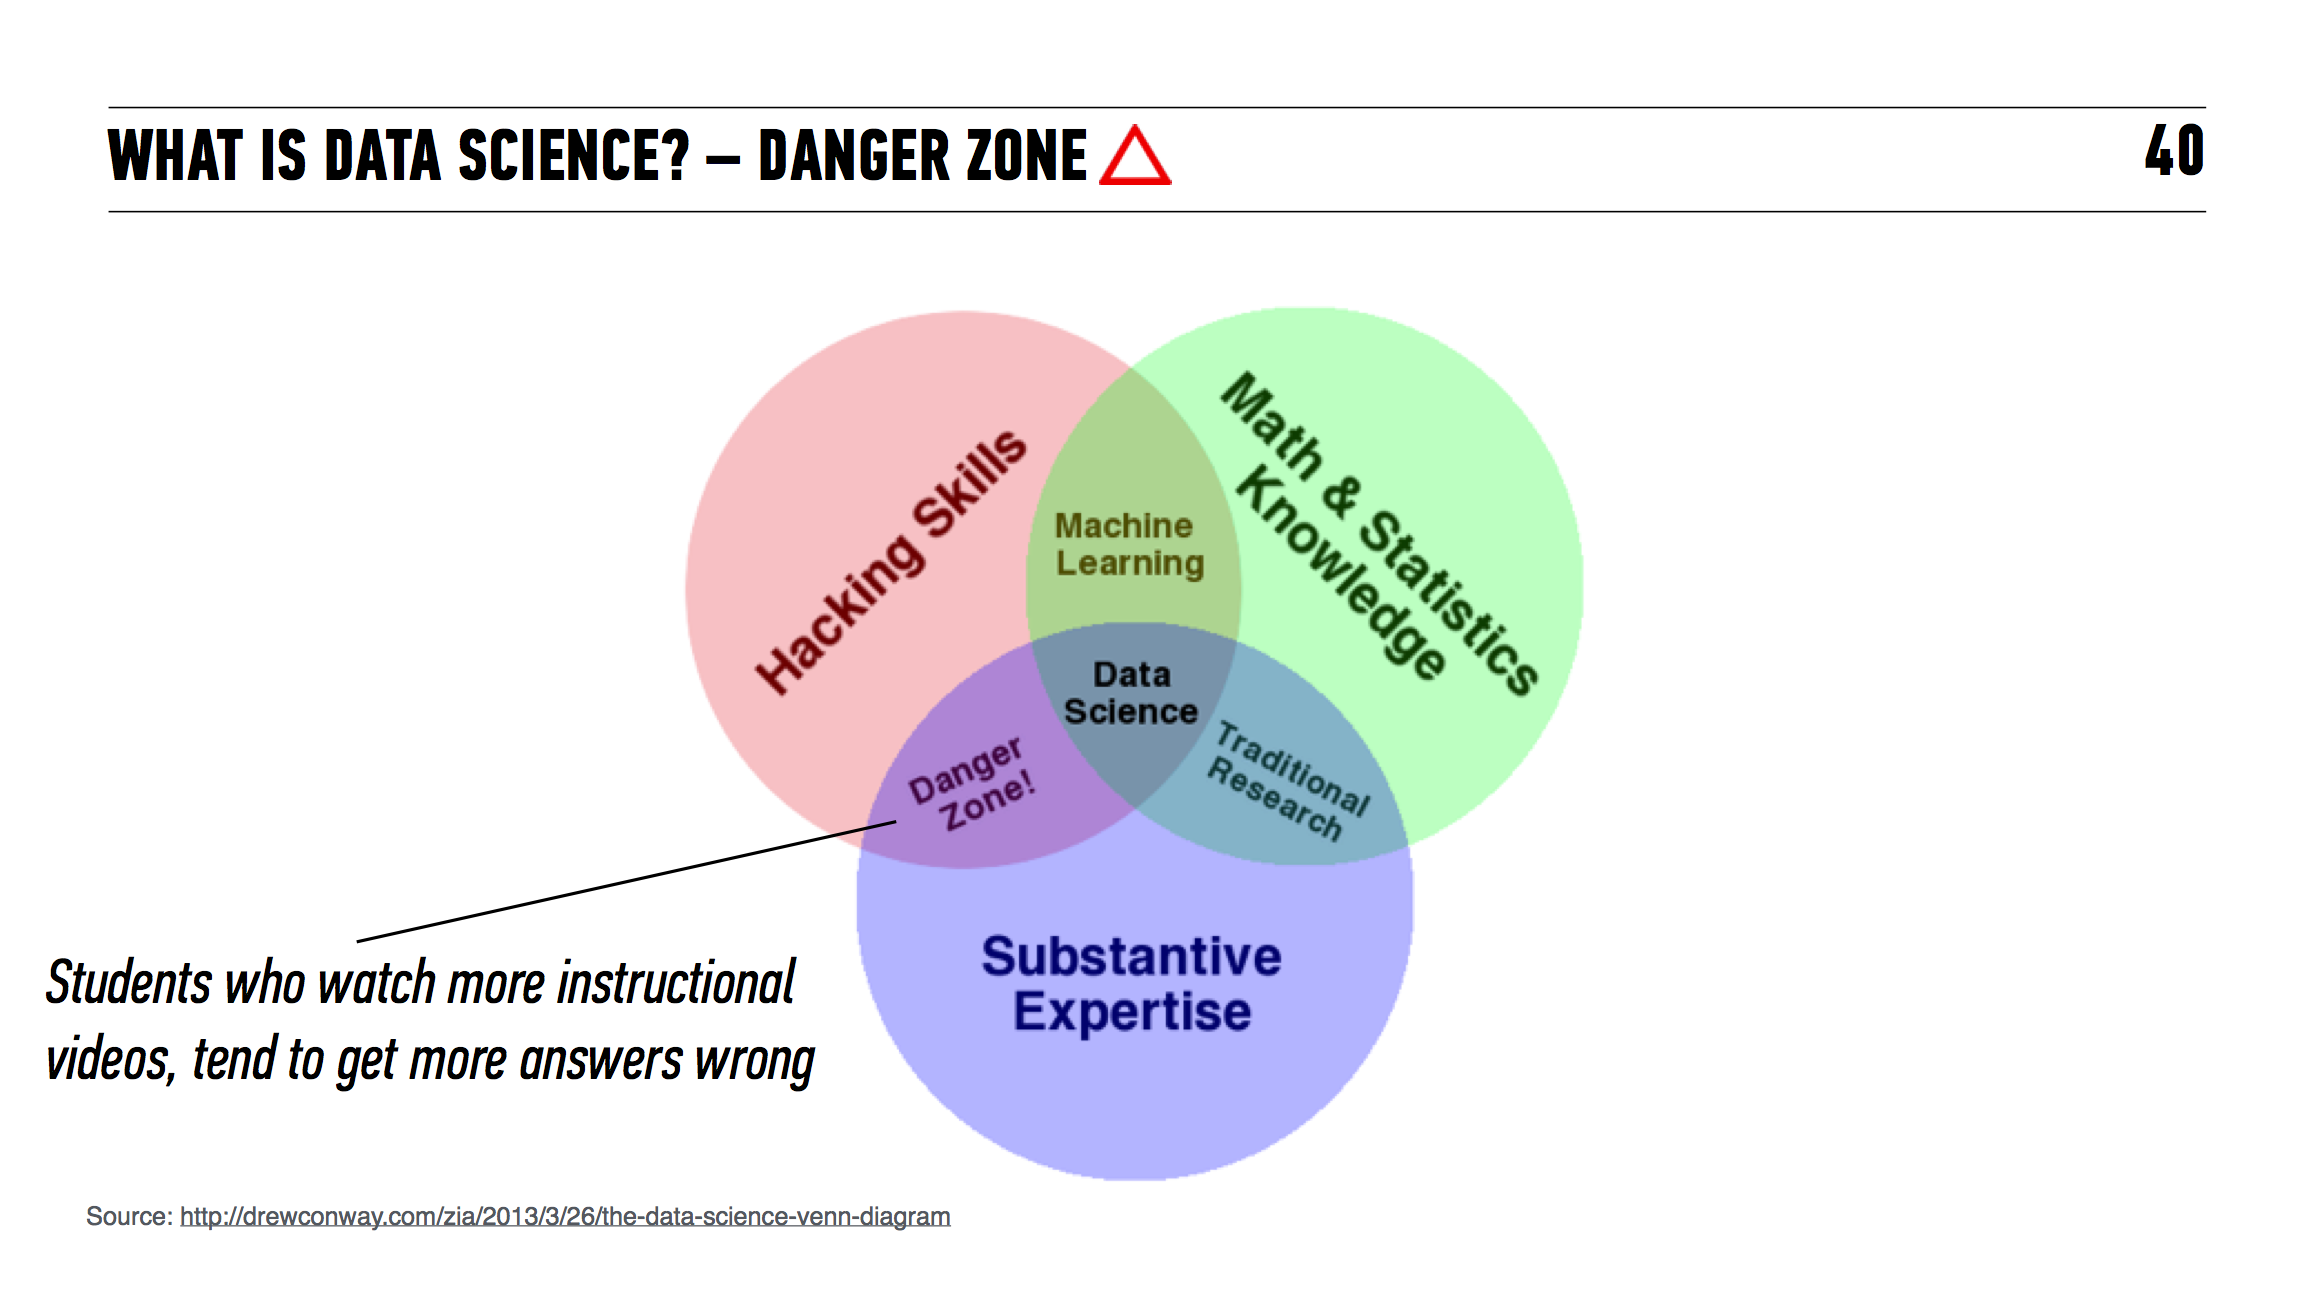 WHAT IS DATA SCIENCE? – DANGER ZONE
40
Hacking Skills
Math & Statistics
Knowledge
Machine
Learning
Data
Science
Danger
Zone!
Traditional
Research
Substantive
Expertise
Students who watch more instructional
videos, tend to get more answers wrong
Source: http://drewconway.com/zia/2013/3/26/the-data-science-venn-diagram